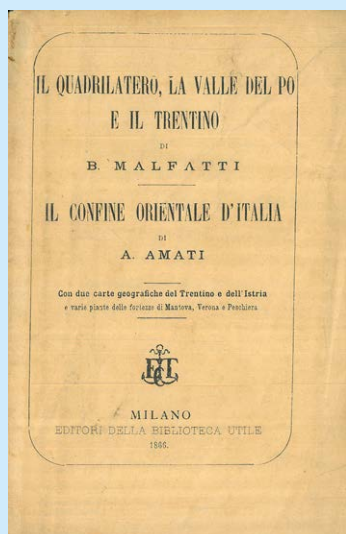 IL QUADRILATERO, LA VALLE DEL PO
E IL TRENTINO
DI
B. MALFATTI
IL CONFINE ORIENTALE D'ITALIA
DI
A. AMATI
Con due carte geografiche del Trentino e dell'Istria
e varie piante delle fortezze di Mantova, Verona e Peschiera
MILANO
EDITORI DELLA BIBLIOTECA UTILE
1866.